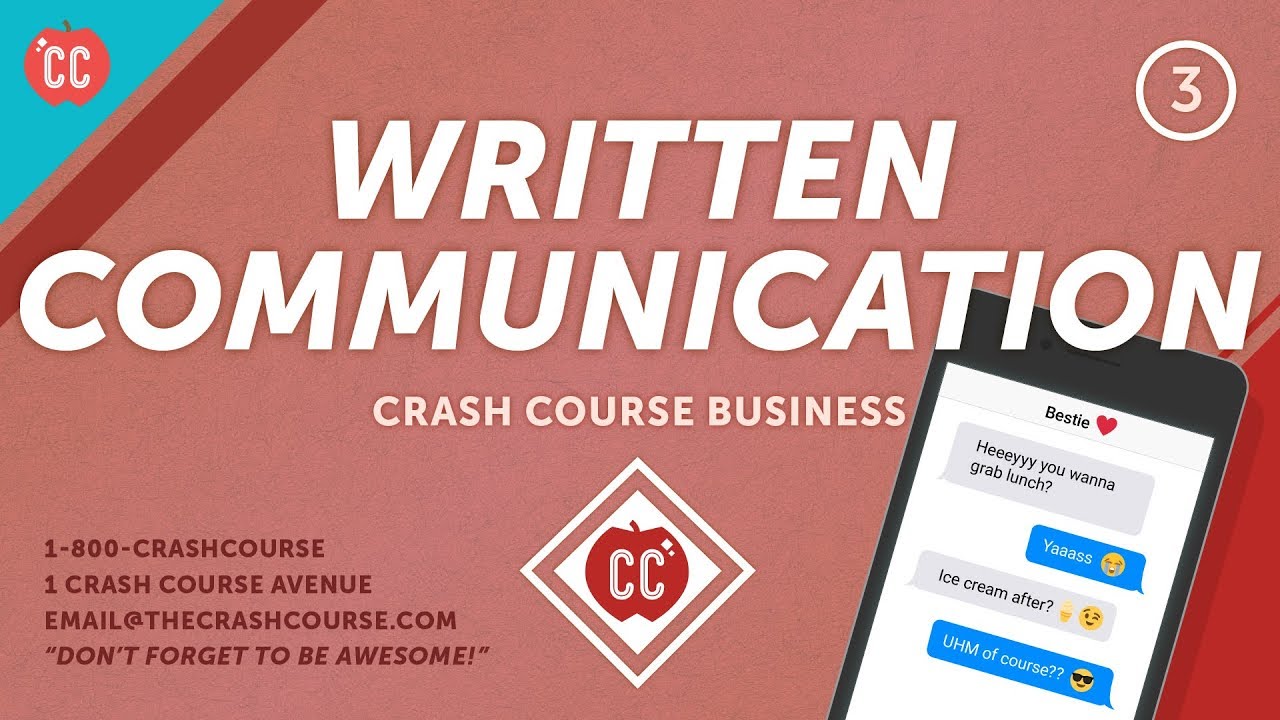 CC
3
WRITTEN
COMMUNICATION
CRASH COURSE BUSINESS
1-800-CRASHCOURSE
1 CRASH COURSE AVENUE
EMAIL@THECRASHCOURSE.COM
“DON’T FORGET TO BE AWESOME!”
CC
Bestie ❤️
Heeeyyy you wanna
grab lunch?
Yaaass 😭
Ice cream after?🍦😉
UHM of course?? 😎